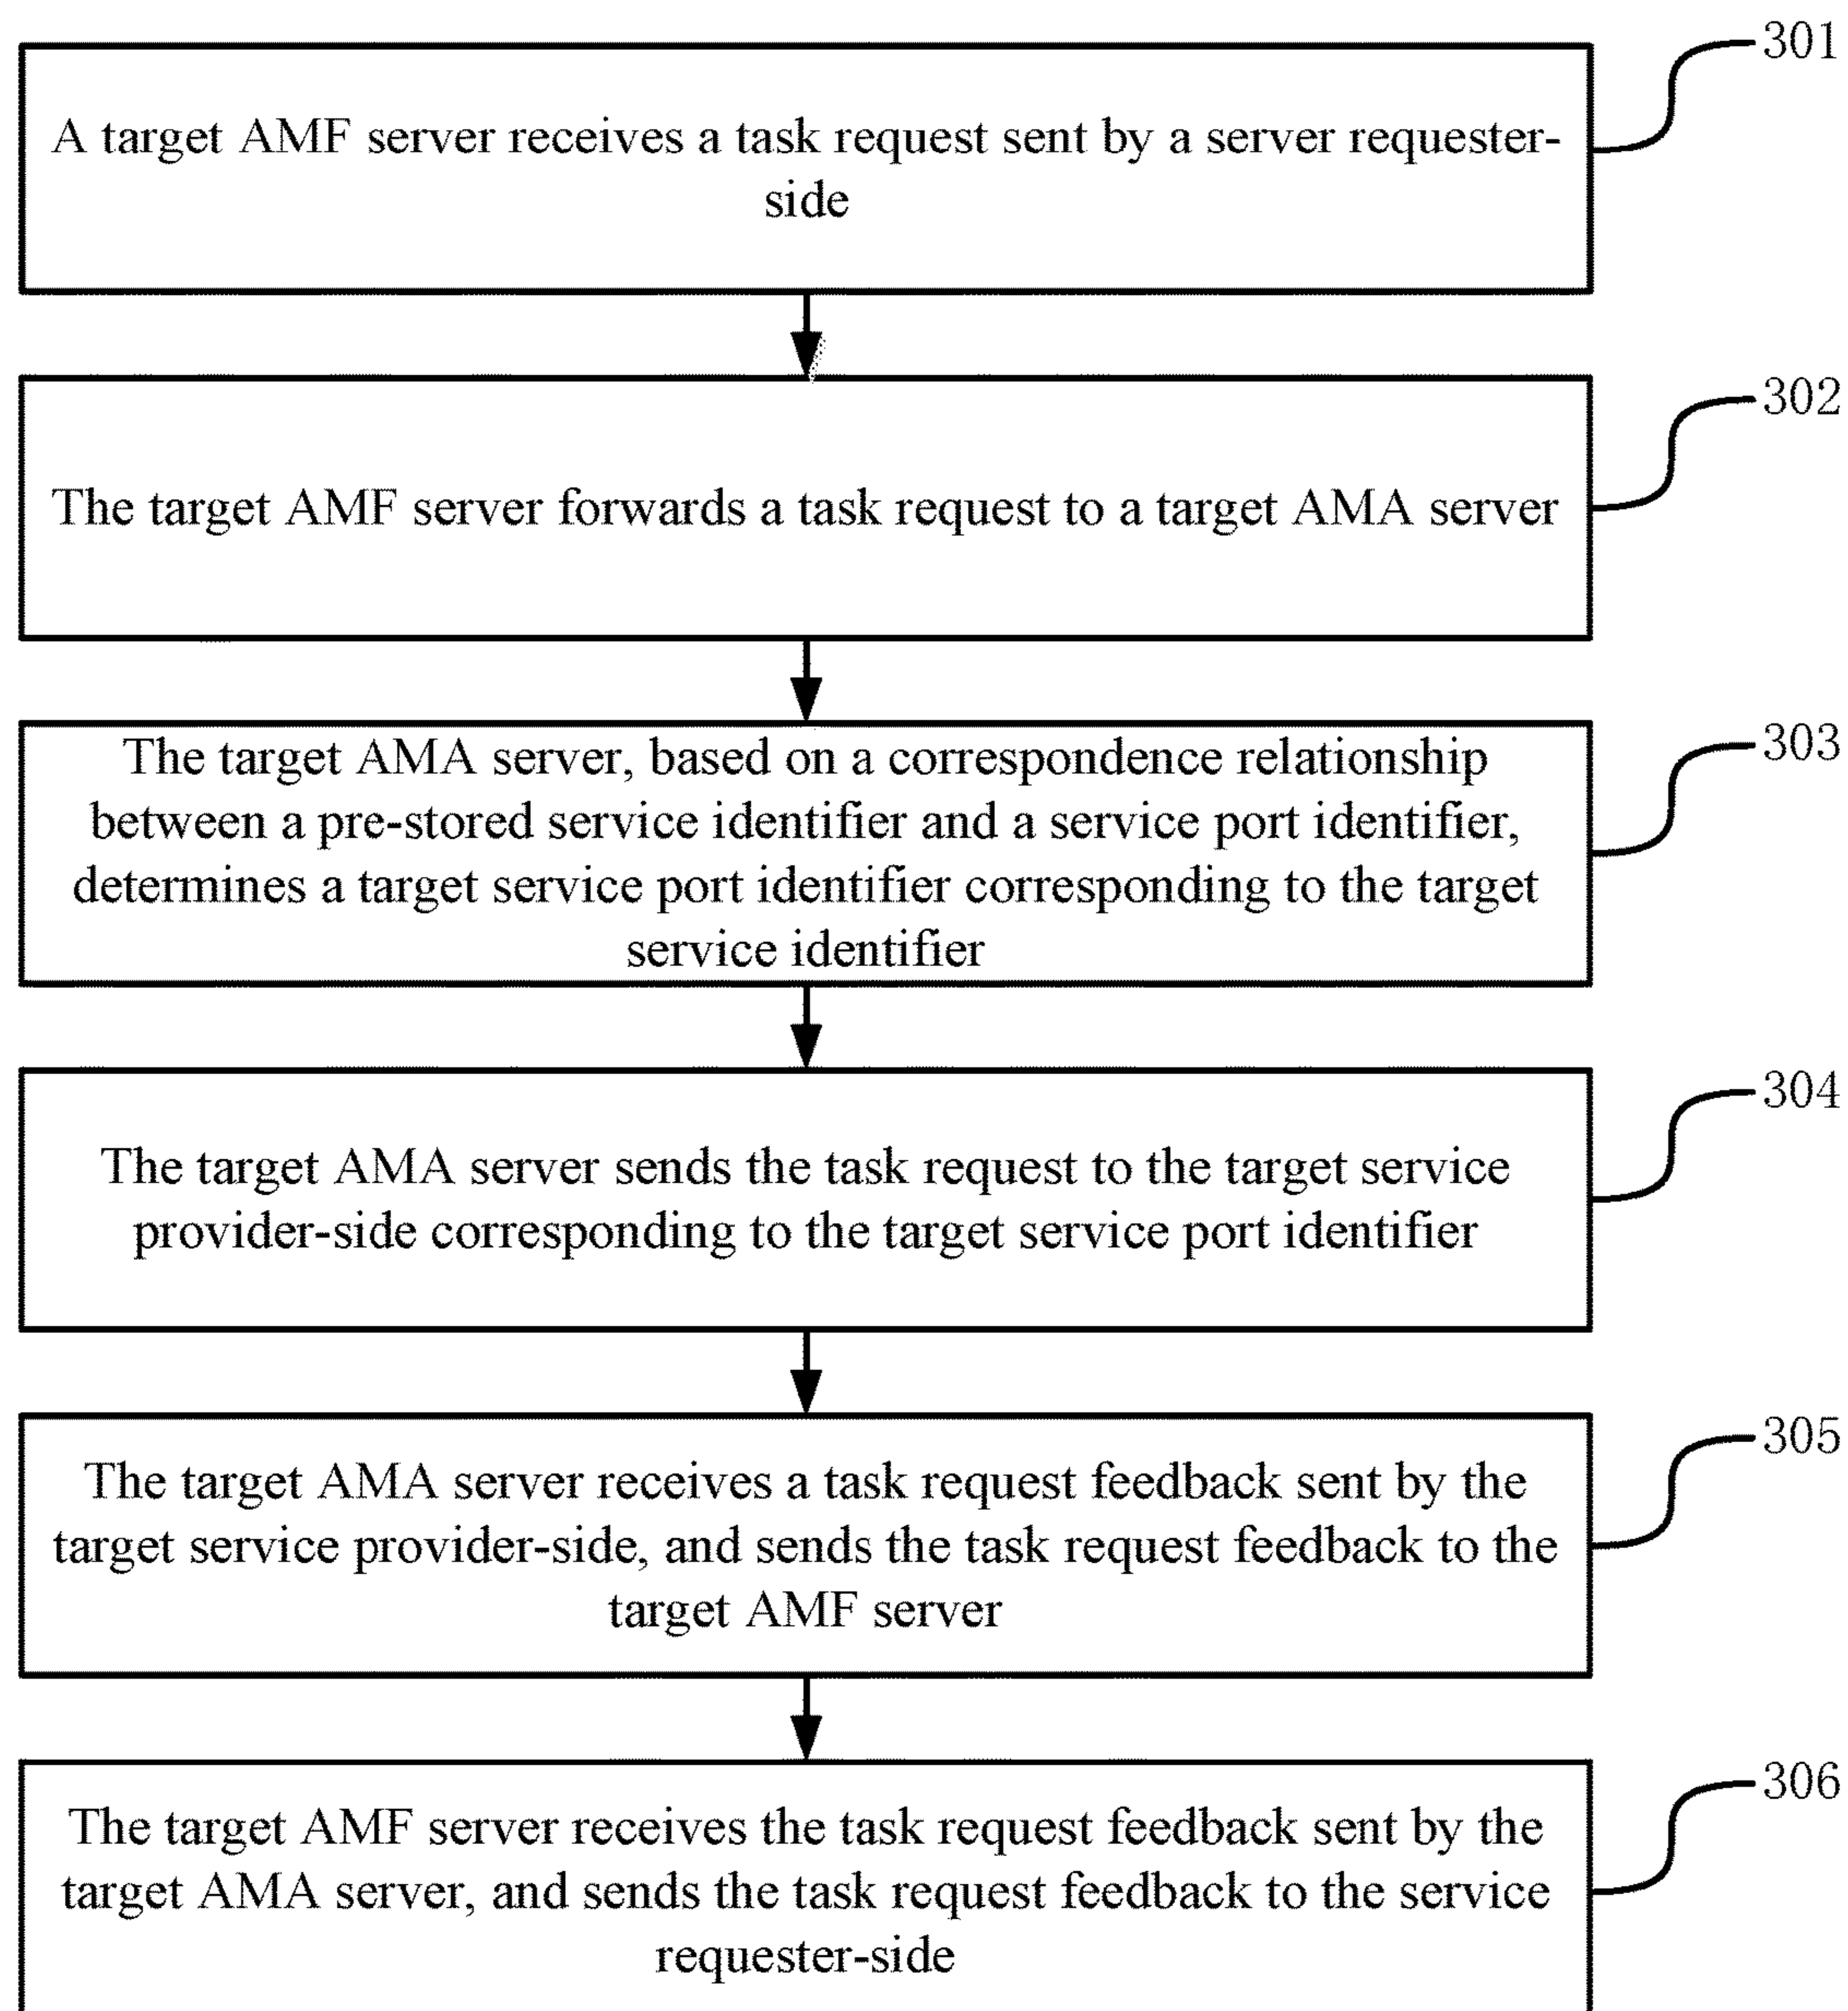 301
A target AMF server receives a task request sent by a server requester-
side
302
The target AMF server forwards a task request to a target AMA server
303
The target AMA server, based on a correspondence relationship
between a pre-stored service identifier and a service port identifier,
determines a target service port identifier corresponding to the target
service identifier
304
The target AMA server sends the task request to the target service
provider-side corresponding to the target service port identifier
305
The target AMA server receives a task request feedback sent by the
target service provider-side, and sends the task request feedback to the
target AMF server
306
The target AMF server receives the task request feedback sent by the
target AMA server, and sends the task request feedback to the service
requester-side